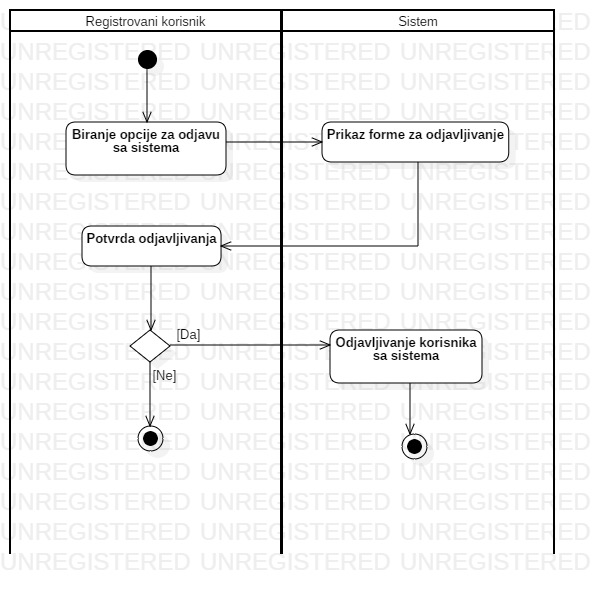 Registrovani korisnik
Sistem
Biranje opcije za odjavu
sa sistema
Prikaz forme za odjavljivanje
Potvrda odjavljivanja
[Da]
Odjavljivanje korisnika
sa sistema
[Ne]
UNREGISTERED UNREGISTERED UNREGISTERED